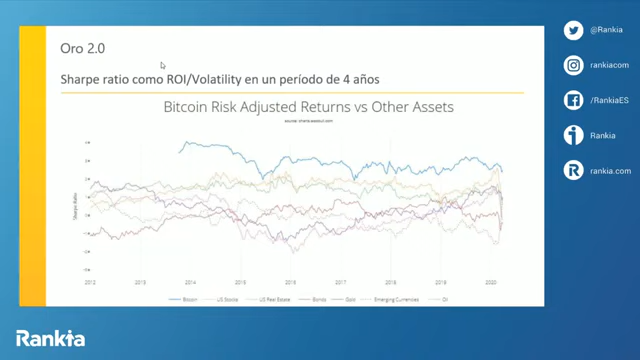 Oro 2.0
Sharpe ratio como ROI/Volatility en un período de 4 años
Bitcoin Risk Adjusted Returns vs Other Assets
Sharpe Ratio
2012 2013 2014 2015 2016 2017 2018 2019 2020
Bitcoin US Stocks US Real Estate Bonds Gold Emerging Currencies Oil
@Rankia
rankiacom
/RankiaES
Rankia
rankia.com
Rankia